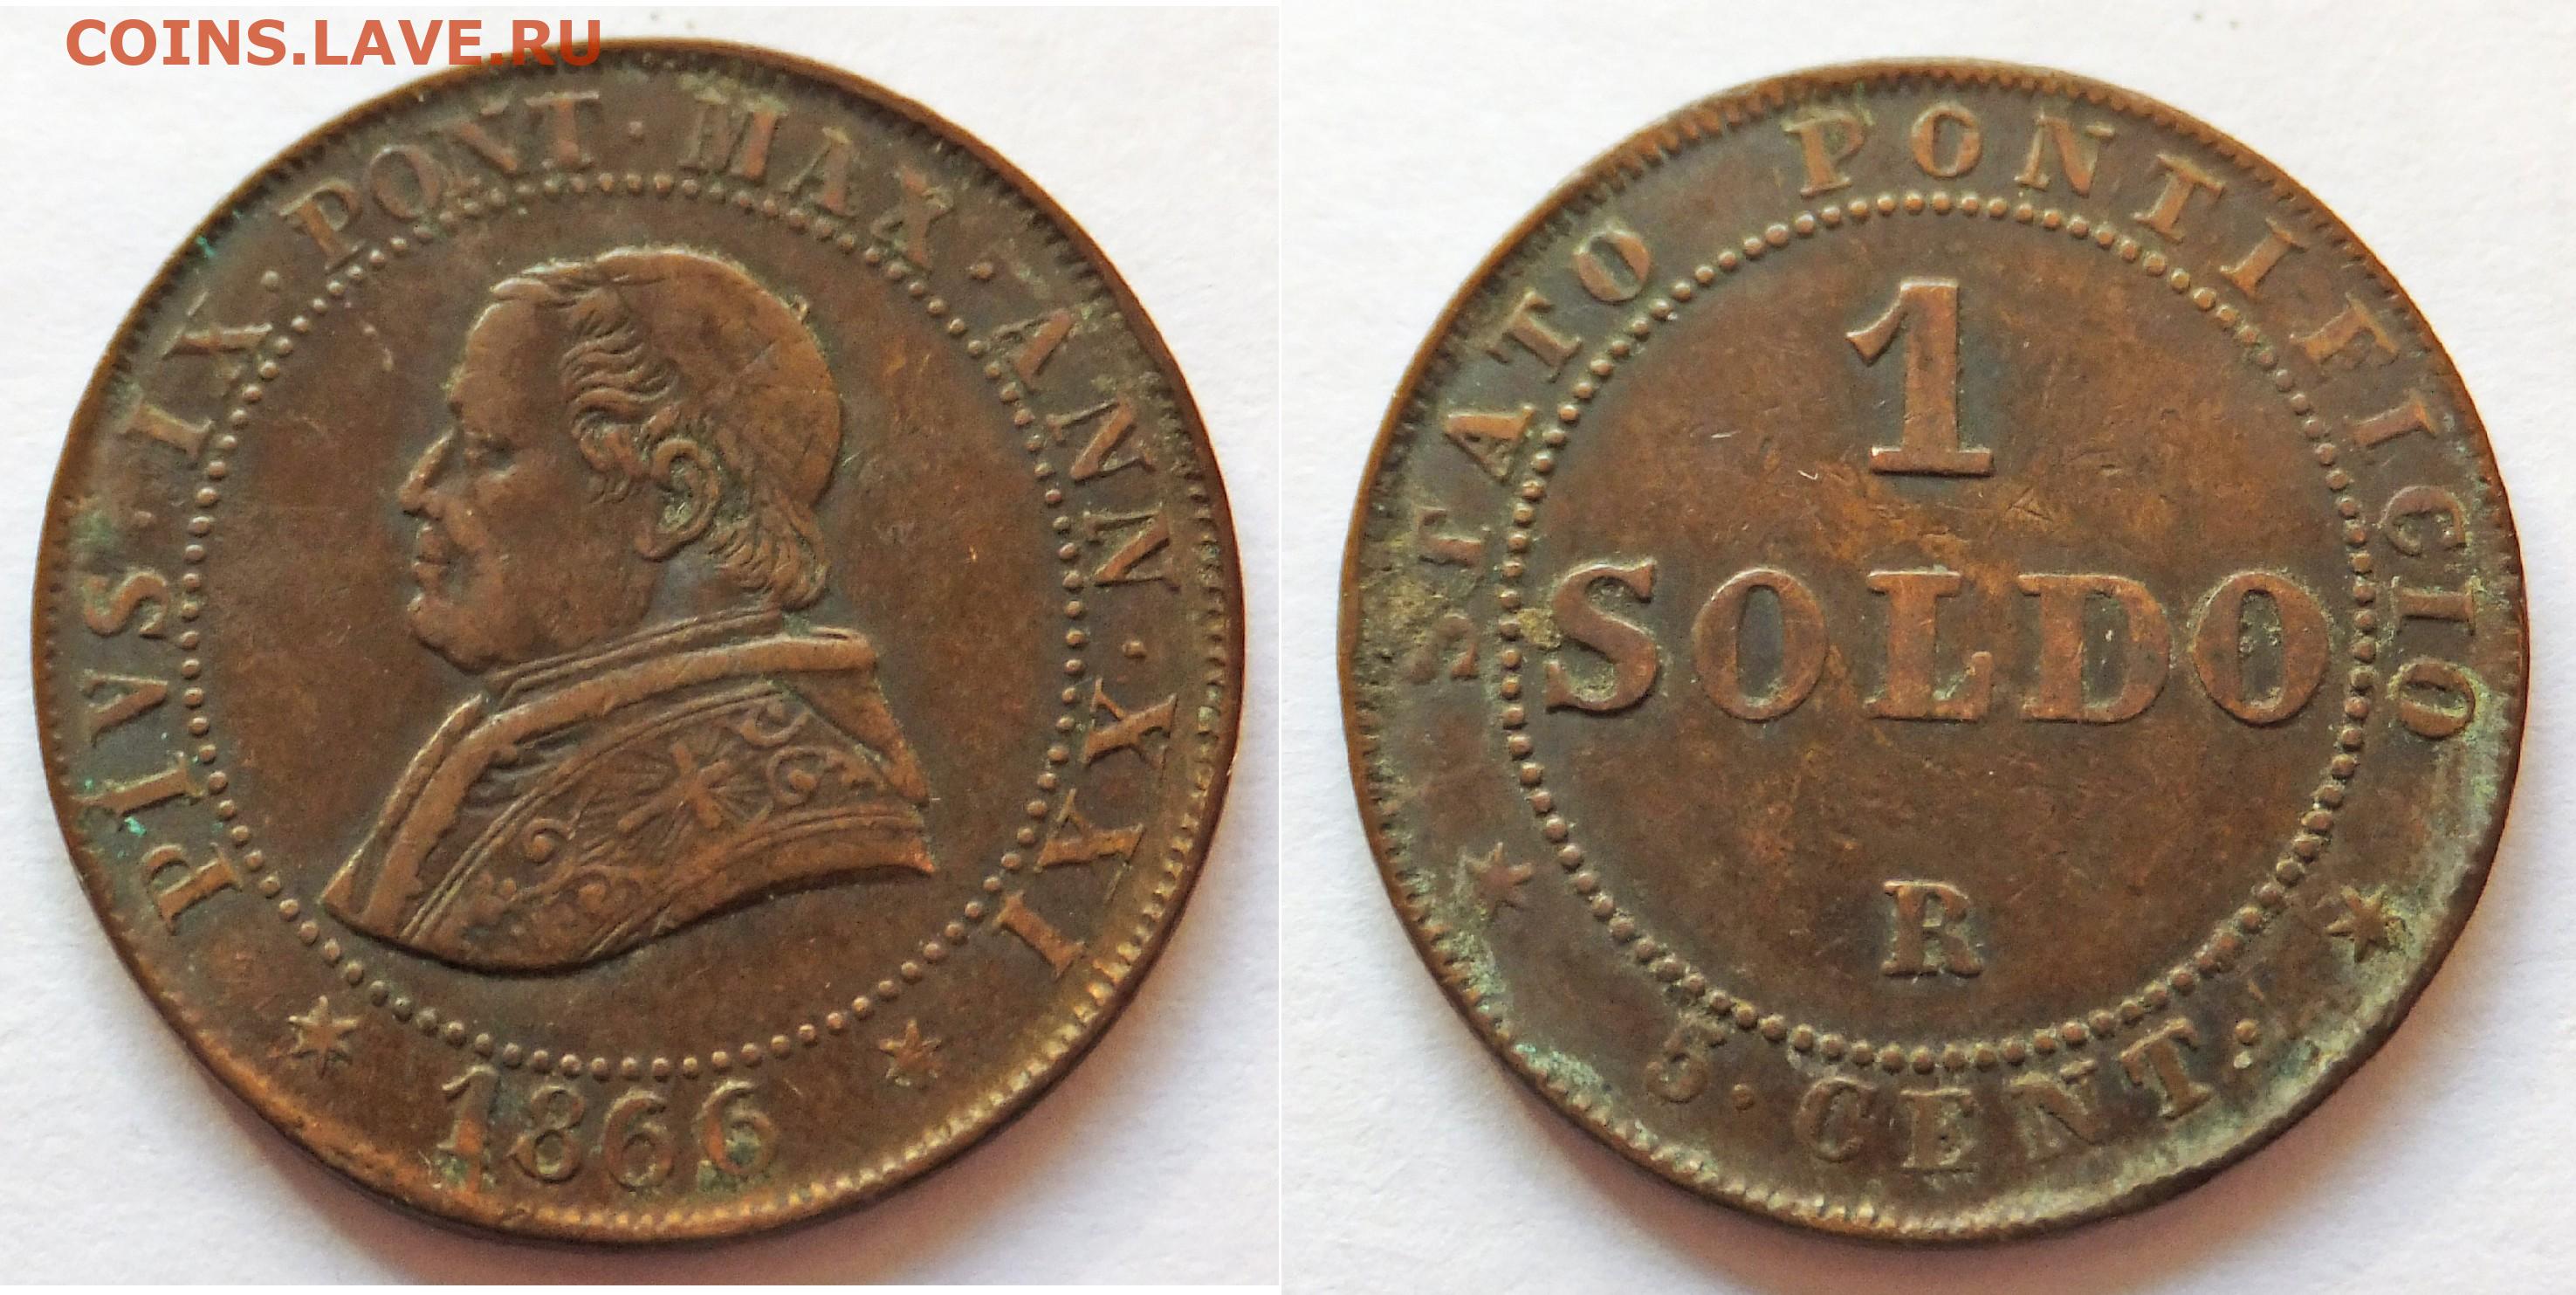 COINS.LAVE.RU
PIVS · IX · PONT · MAX · ANN · XXI
1866
STATO PONTIFICIO
1
SOLDO
R
5 · CENT ·